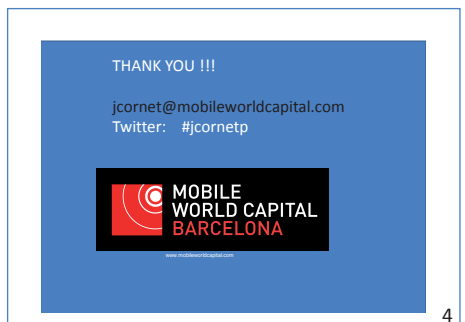 THANK YOU !!!
jcornet@mobileworldcapital.com
Twitter: #jcornetp
MOBILE
WORLD CAPITAL
BARCELONA
www.mobileworldcapital.com
4